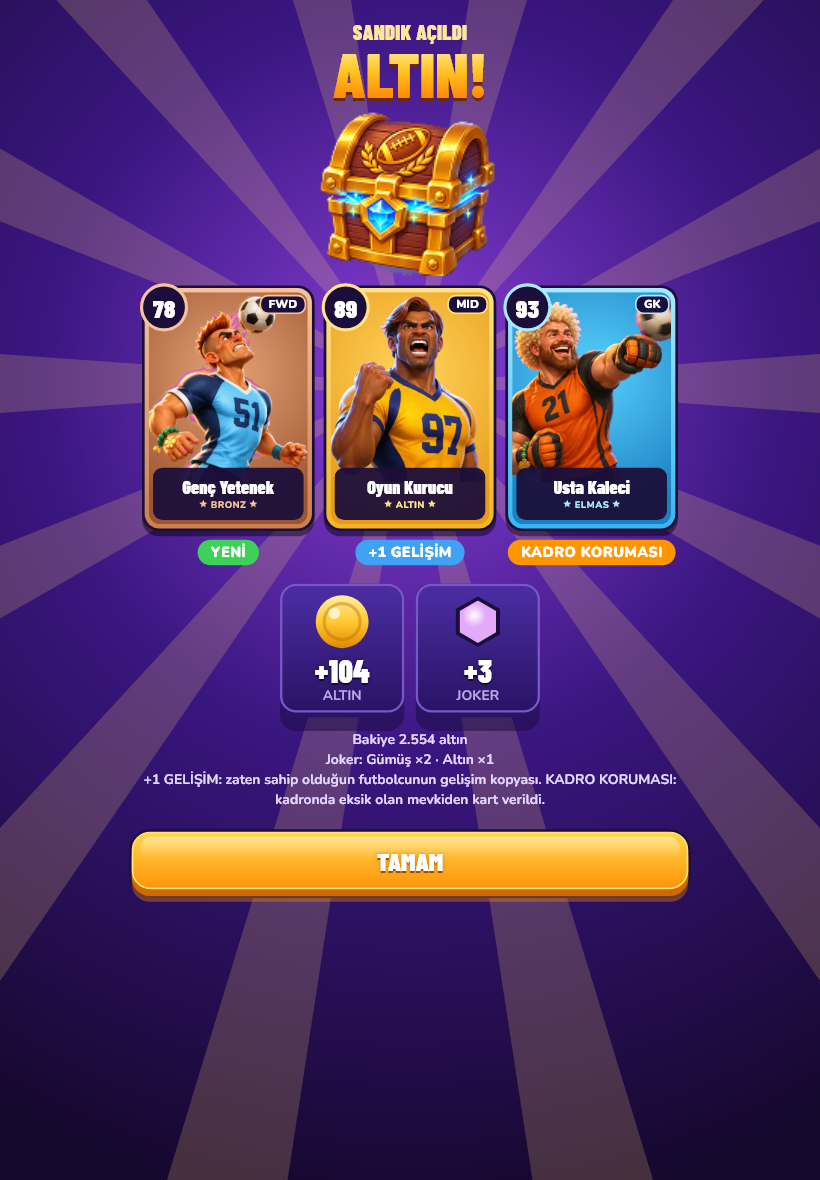 SANDIK AÇILDI
ALTIN!
78
FWD
51
Genç Yetenek
★ BRONZ ★
YENİ
89
MID
97
Oyun Kurucu
★ ALTIN ★
+1 GELİŞİM
93
GK
21
Usta Kaleci
★ ELMAS ★
KADRO KORUMASI
+104
ALTIN
+3
JOKER
Bakiye 2.554 altın
Joker: Gümüş ×2 · Altın ×1
+1 GELİŞİM: zaten sahip olduğun futbolcunun gelişim kopyası. KADRO KORUMASI:
kadronda eksik olan mevkiden kart verildi.
TAMAM